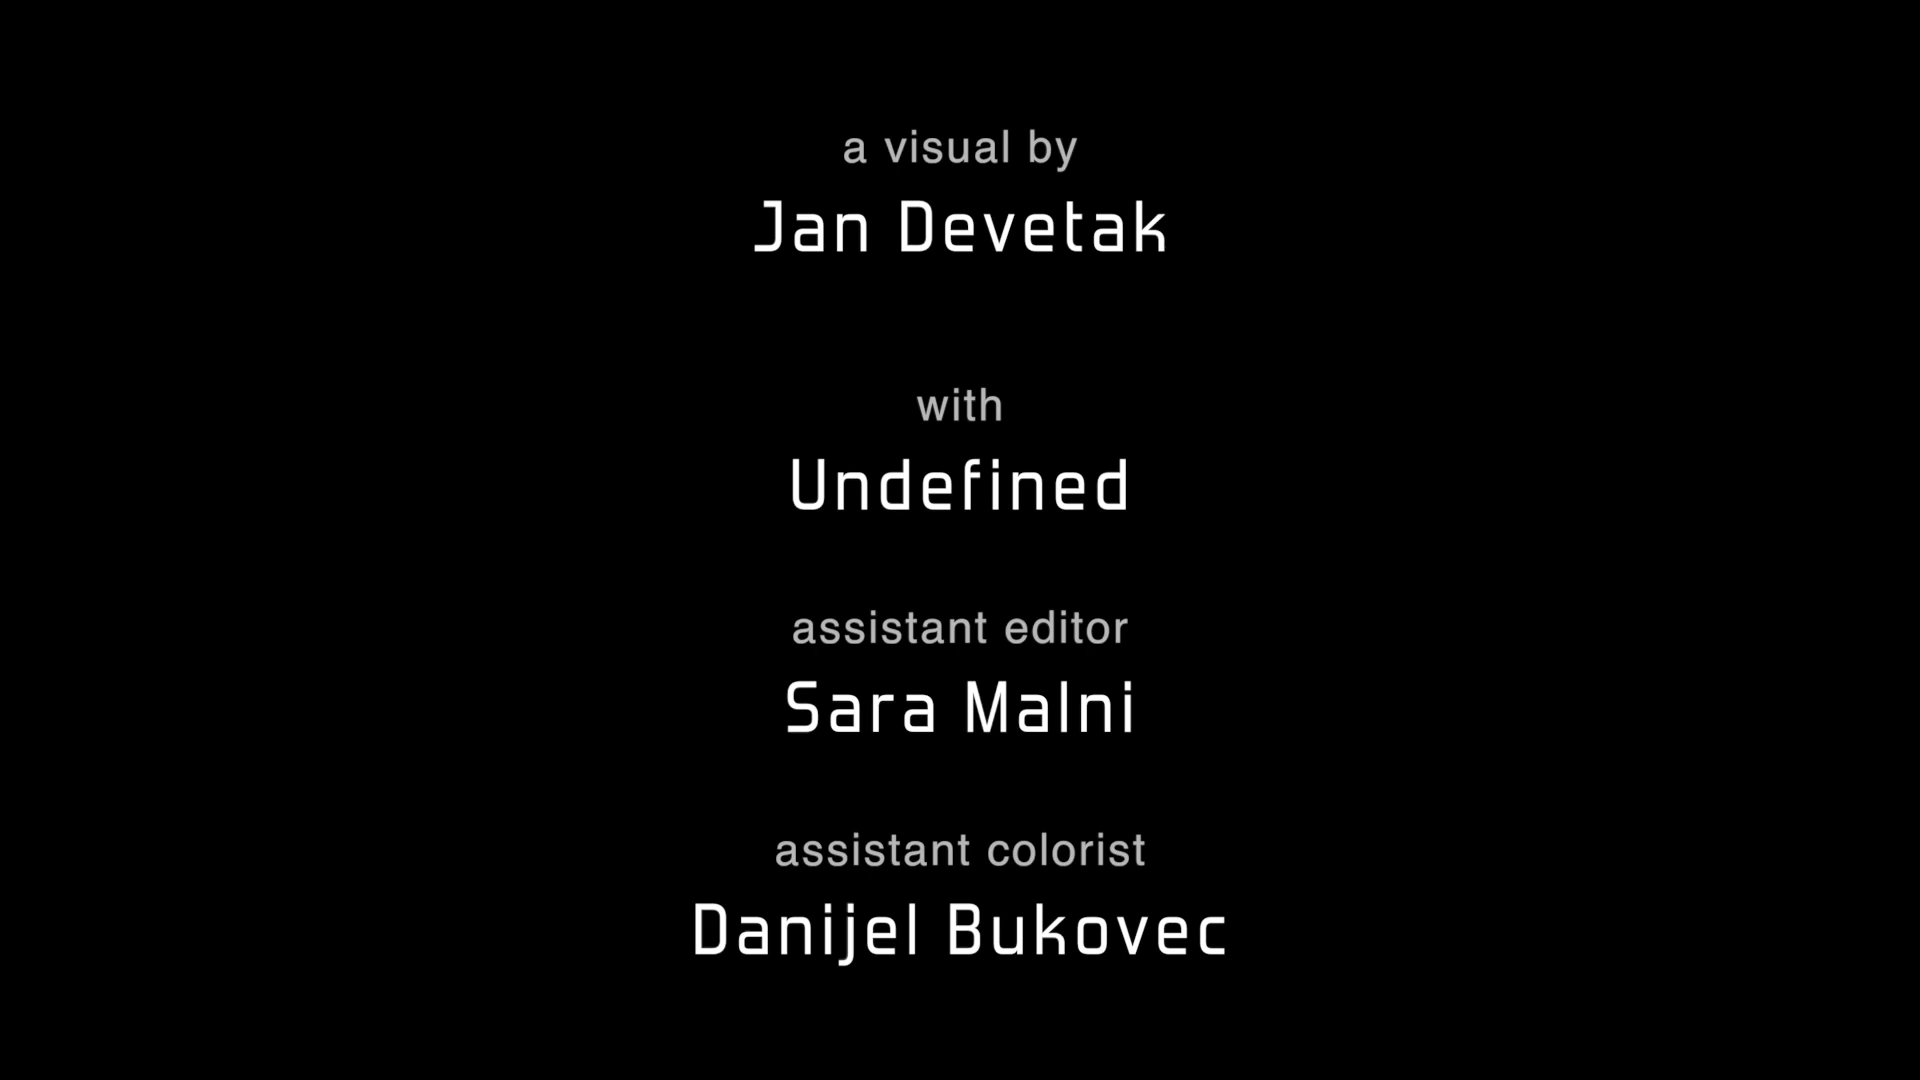 a visual by
Jan Devetak
with
Undefined
assistant editor
Sara Malni
assistant colorist
Danijel Bukovec